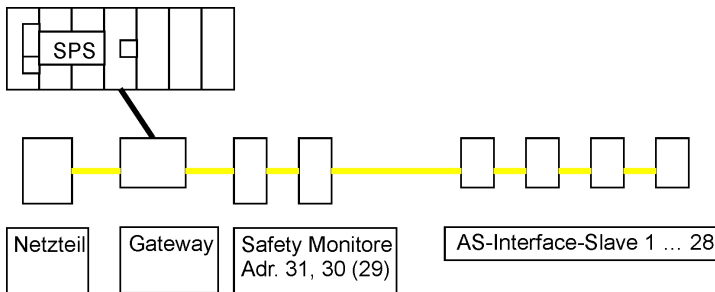 SPS
Netzteil
Gateway
Safety Monitore
Adr. 31, 30 (29)
AS-Interface-Slave 1 ... 28